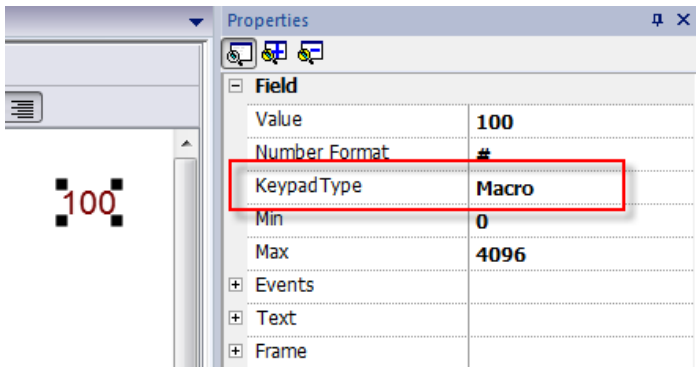 Properties
Field
Value 100
Number Format #
KeypadType Macro
100
Min 0
Max 4096
Events
Text
Frame